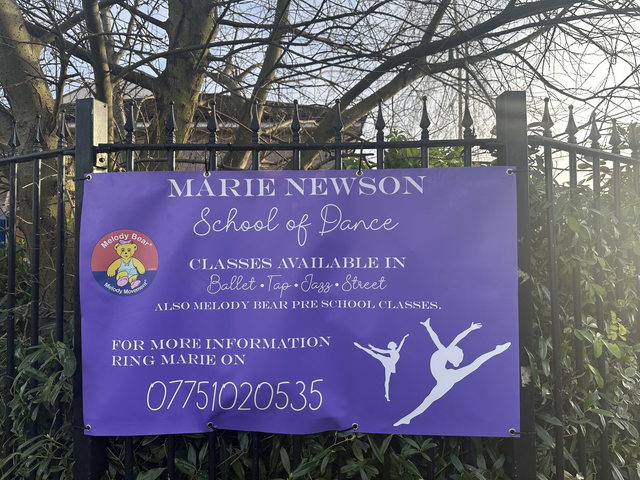 MARIE NEWSON
School of Dance
Melody Bear®
Melody Movement®
CLASSES AVAILABLE IN
Ballet • Tap • Jazz • Street
ALSO MELODY BEAR PRE SCHOOL CLASSES.
FOR MORE INFORMATION
RING MARIE ON
07751020535